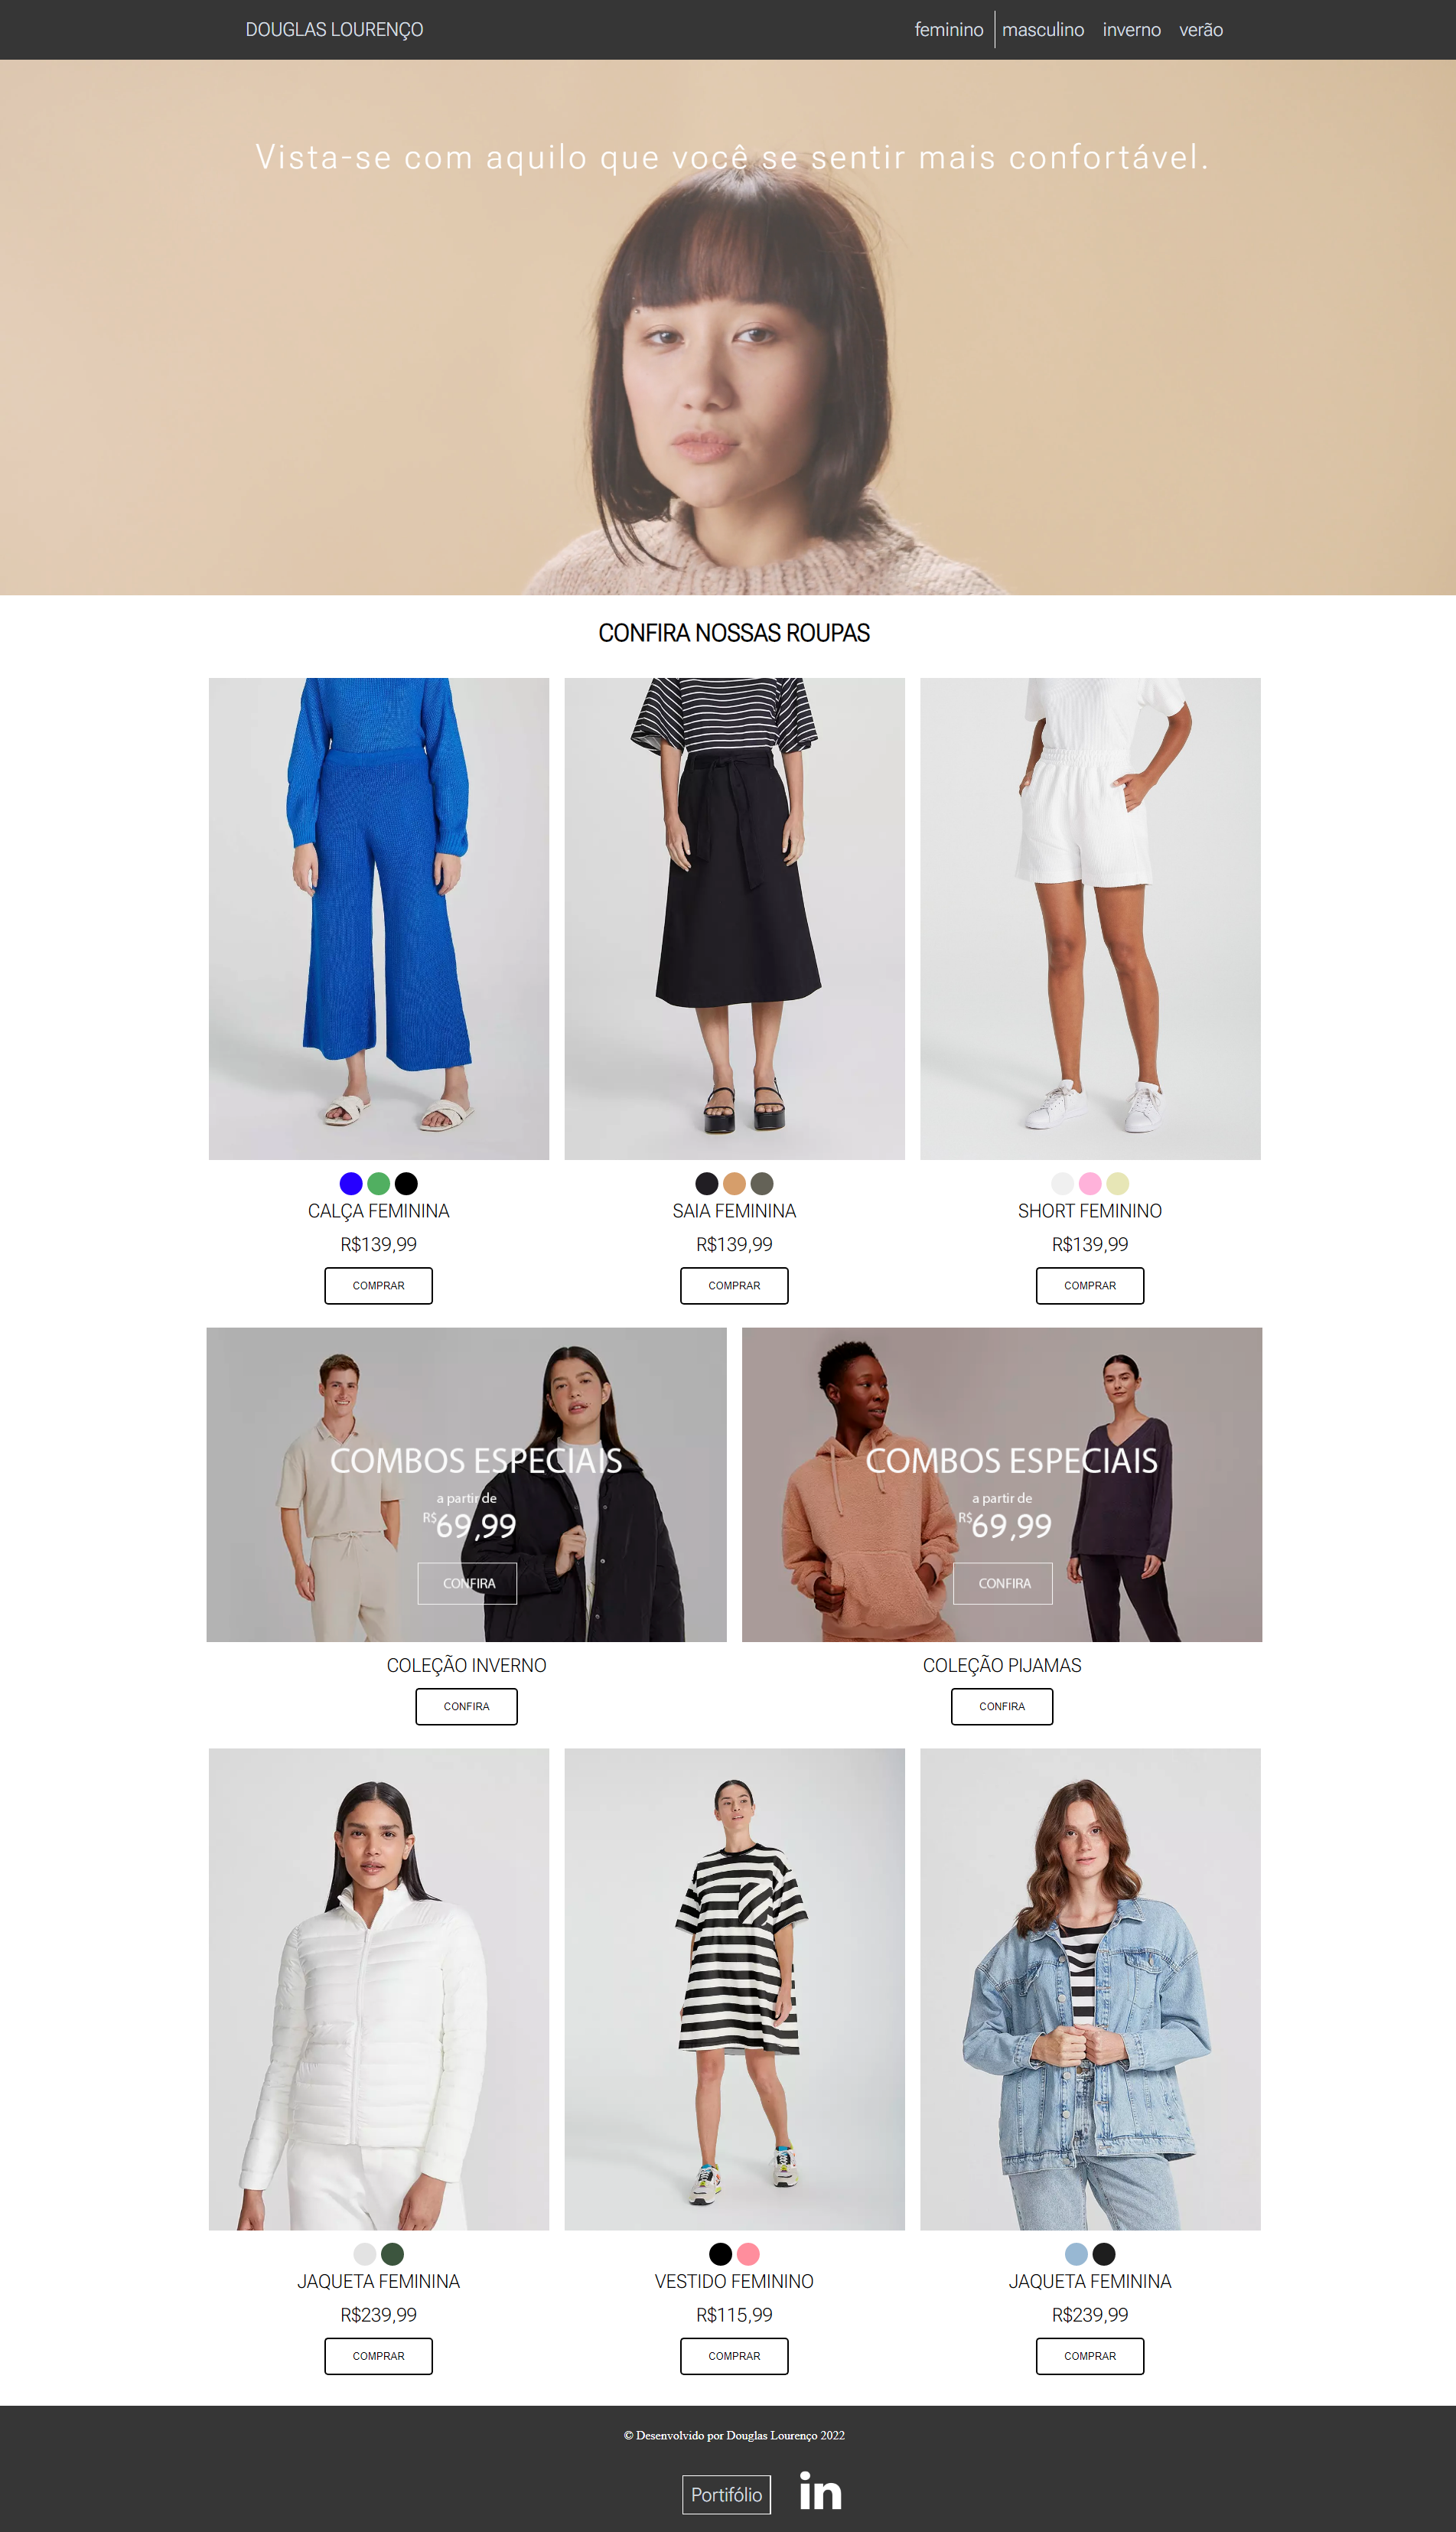 DOUGLAS LOURENÇO
feminino masculino inverno verão
Vista-se com aquilo que você se sentir mais confortável.
CONFIRA NOSSAS ROUPAS
CALÇA FEMININA
R$139,99
COMPRAR
SAIA FEMININA
R$139,99
COMPRAR
SHORT FEMININO
R$139,99
COMPRAR
COMBOS ESPECIAIS
a partir de
R$69,99
CONFIRA
COLEÇÃO INVERNO
CONFIRA
COMBOS ESPECIAIS
a partir de
R$69,99
CONFIRA
COLEÇÃO PIJAMAS
CONFIRA
JAQUETA FEMININA
R$239,99
COMPRAR
VESTIDO FEMININO
R$115,99
COMPRAR
JAQUETA FEMININA
R$239,99
COMPRAR
© Desenvolvido por Douglas Lourenço 2022
Portifólio
in